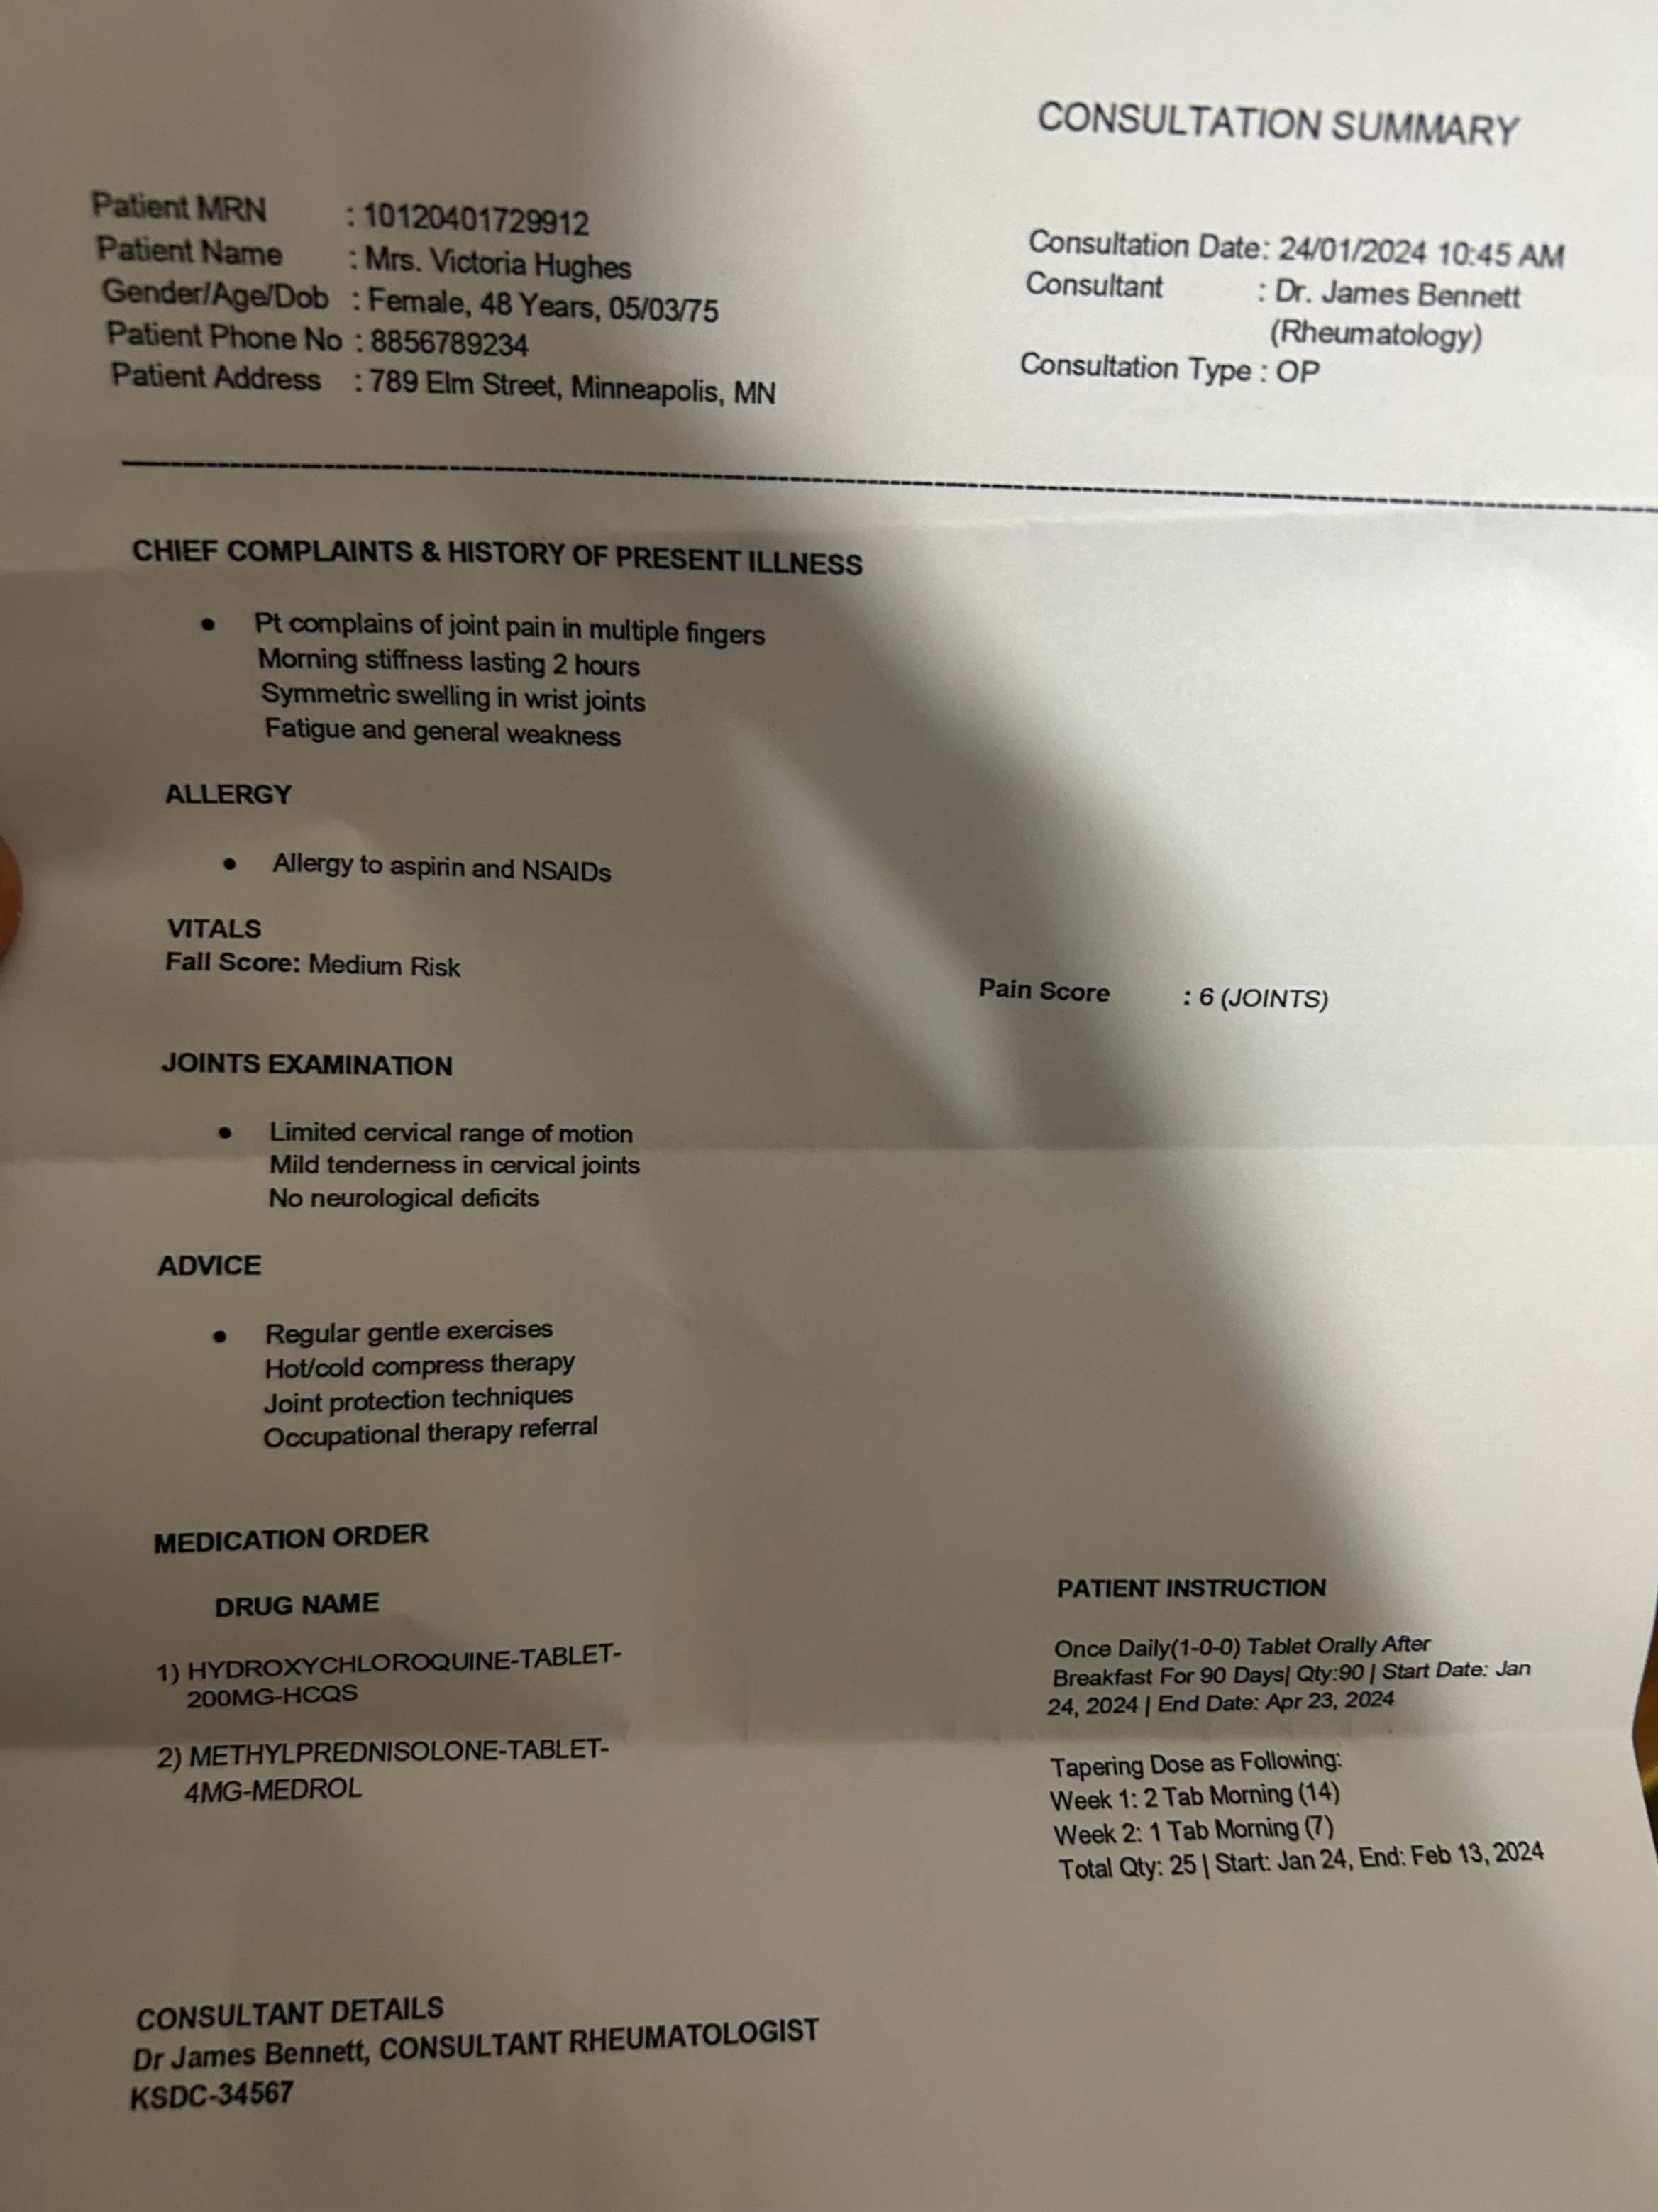 CONSULTATION SUMMARY
Patient MRN : 10120401729912
Patient Name : Mrs. Victoria Hughes
Gender/Age/Dob : Female, 48 Years, 05/03/75
Patient Phone No : 8856789234
Patient Address : 789 Elm Street, Minneapolis, MN
Consultation Date: 24/01/2024 10:45 AM
Consultant : Dr. James Bennett
(Rheumatology)
Consultation Type : OP
CHIEF COMPLAINTS & HISTORY OF PRESENT ILLNESS
• Pt complains of joint pain in multiple fingers
Morning stiffness lasting 2 hours
Symmetric swelling in wrist joints
Fatigue and general weakness
ALLERGY
• Allergy to aspirin and NSAIDs
VITALS
Fall Score: Medium Risk
Pain Score : 6 (JOINTS)
JOINTS EXAMINATION
• Limited cervical range of motion
Mild tenderness in cervical joints
No neurological deficits
ADVICE
• Regular gentle exercises
Hot/cold compress therapy
Joint protection techniques
Occupational therapy referral
MEDICATION ORDER
DRUG NAME
PATIENT INSTRUCTION
1) HYDROXYCHLOROQUINE-TABLET-
200MG-HCQS
Once Daily(1-0-0) Tablet Orally After
Breakfast For 90 Days| Qty:90 | Start Date: Jan
24, 2024 | End Date: Apr 23, 2024
2) METHYLPREDNISOLONE-TABLET-
4MG-MEDROL
Tapering Dose as Following:
Week 1: 2 Tab Morning (14)
Week 2: 1 Tab Morning (7)
Total Qty: 25 | Start: Jan 24, End: Feb 13, 2024
CONSULTANT DETAILS
Dr James Bennett, CONSULTANT RHEUMATOLOGIST
KSDC-34567